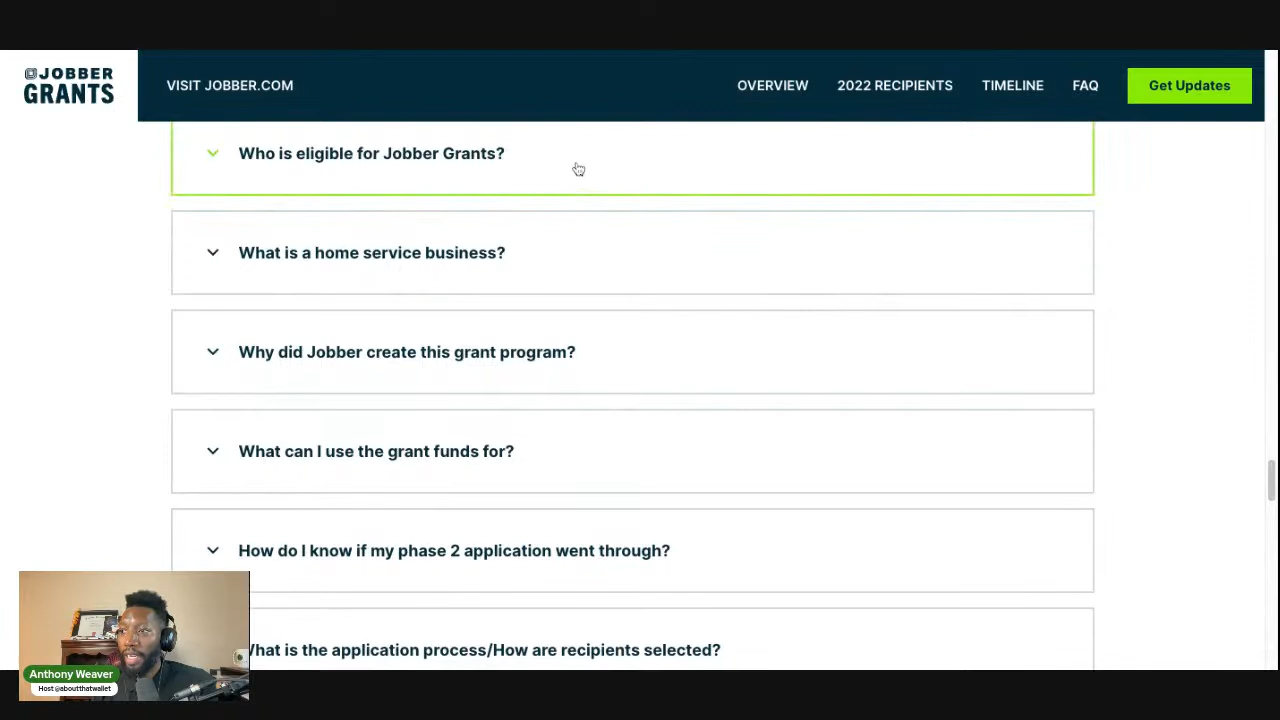 JOBBER
GRANTS
VISIT JOBBER.COM
OVERVIEW
2022 RECIPIENTS
TIMELINE
FAQ
Get Updates
Who is eligible for Jobber Grants?
What is a home service business?
Why did Jobber create this grant program?
What can I use the grant funds for?
How do I know if my phase 2 application went through?
hat is the application process/How are recipients selected?
Anthony Weaver
Host @aboutthatwallet